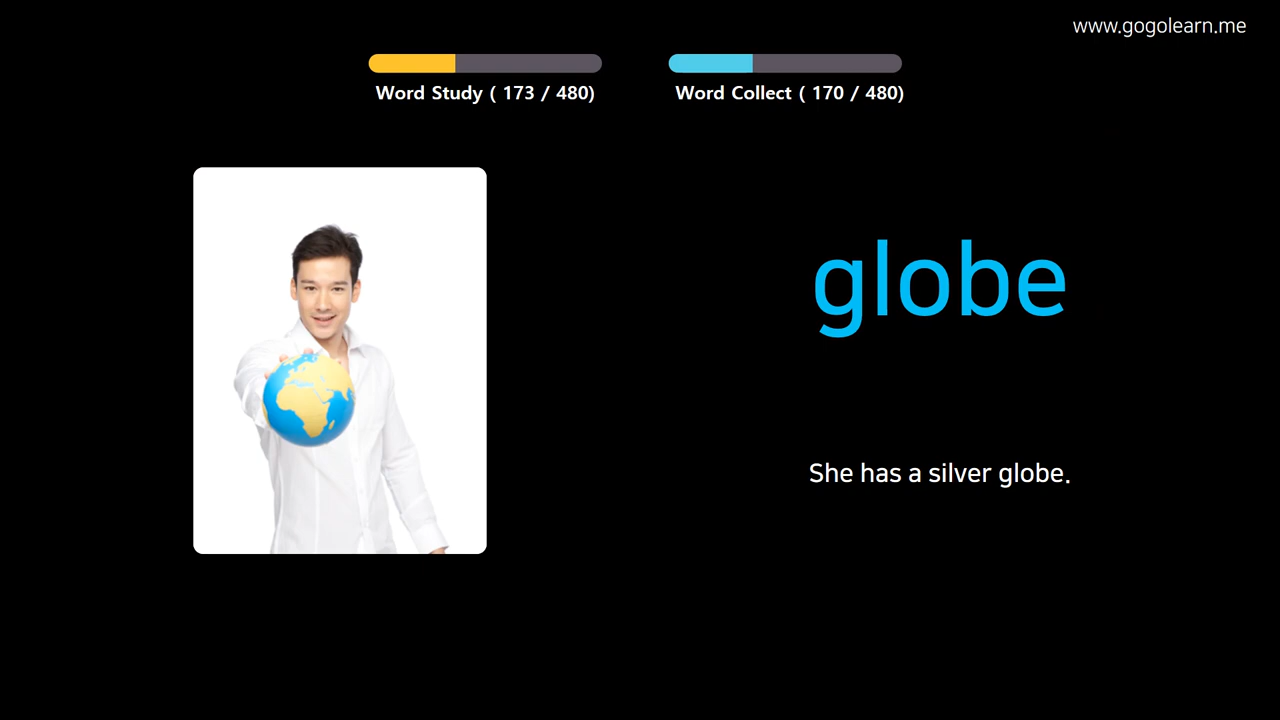 www.gogolearn.me
Word Study ( 173 / 480)
Word Collect ( 170 / 480)
globe
She has a silver globe.